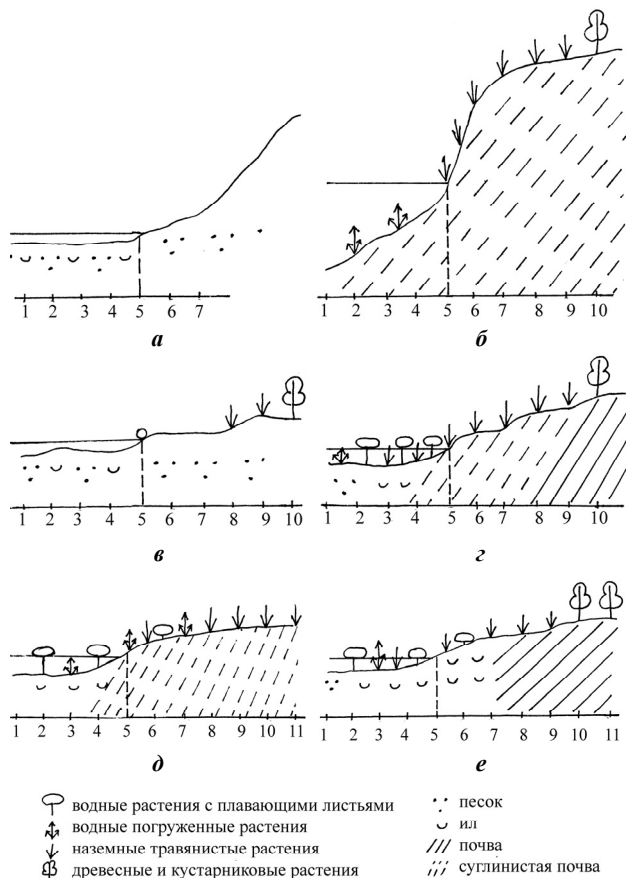 1 2 3 4 5 6 7
а
1 2 3 4 5 6 7 8 9 10
б
1 2 3 4 5 6 7 8 9 10
в
1 2 3 4 5 6 7 8 9 10
г
1 2 3 4 5 6 7 8 9 10 11
д
1 2 3 4 5 6 7 8 9 10 11
е
водные растения с плавающими листьями
водные погруженные растения
наземные травянистые растения
древесные и кустарниковые растения
песок
ил
почва
суглинистая почва